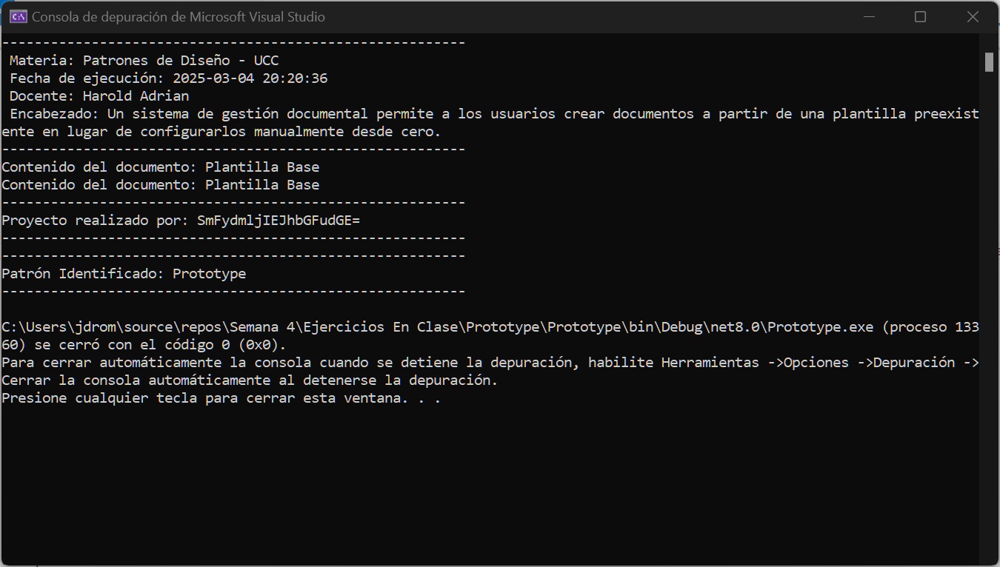 Consola de depuración de Microsoft Visual Studio
---------------------------------------------------------
Materia: Patrones de Diseño - UCC
Fecha de ejecución: 2025-03-04 20:20:36
Docente: Harold Adrian
Encabezado: Un sistema de gestión documental permite a los usuarios crear documentos a partir de una plantilla preexist
ente en lugar de configurarlos manualmente desde cero.
---------------------------------------------------------
Contenido del documento: Plantilla Base
Contenido del documento: Plantilla Base
---------------------------------------------------------
Proyecto realizado por: SmFydmljIEJhbGFudGE=
---------------------------------------------------------
---------------------------------------------------------
Patrón Identificado: Prototype
---------------------------------------------------------
C:\Users\jdrom\source\repos\Semana 4\Ejercicios En Clase\Prototype\Prototype\bin\Debug\net8.0\Prototype.exe (proceso 133
60) se cerró con el código 0 (0x0).
Para cerrar automáticamente la consola cuando se detiene la depuración, habilite Herramientas ->Opciones ->Depuración ->
Cerrar la consola automáticamente al detenerse la depuración.
Presione cualquier tecla para cerrar esta ventana. . .